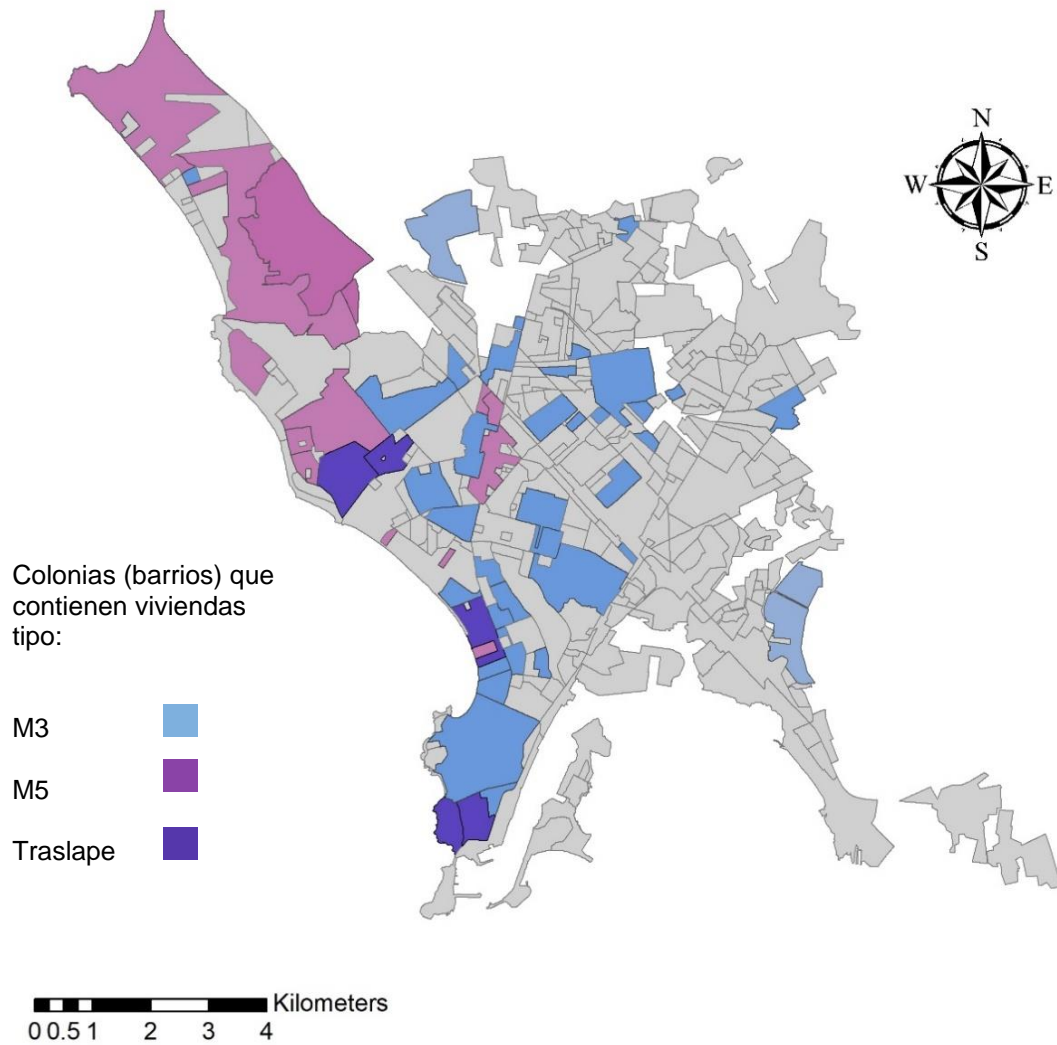 N
W E
S
Colonias (barrios) que
contienen viviendas
tipo:
M3
M5
Traslape
Kilometers
0 0.5 1 2 3 4